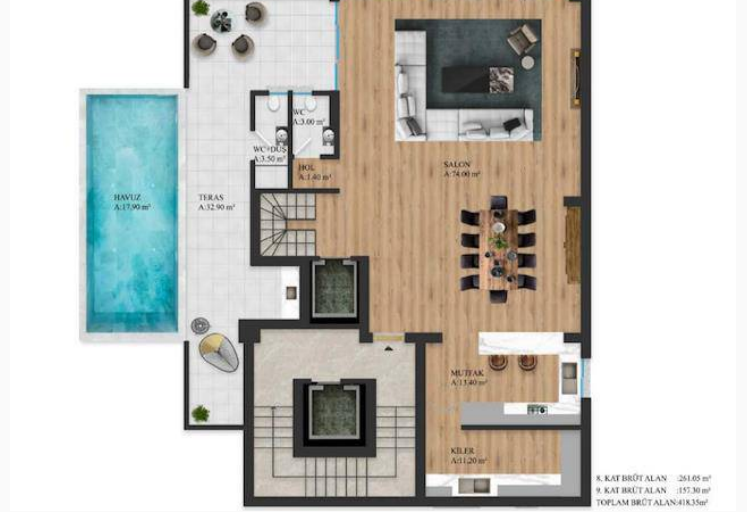 WC
A:3.00 m²
WC+DUŞ
A:3.50 m²
HOL
A:1.40 m²
SALON
A:74.00 m²
HAVUZ
A:17.90 m²
TERAS
A:32.90 m²
MUTFAK
A:13.40 m²
KİLER
A:11.20 m²
8. KAT BRÜT ALAN :261.05 m²
9. KAT BRÜT ALAN :157.30 m²
TOPLAM BRÜT ALAN:418.35m²